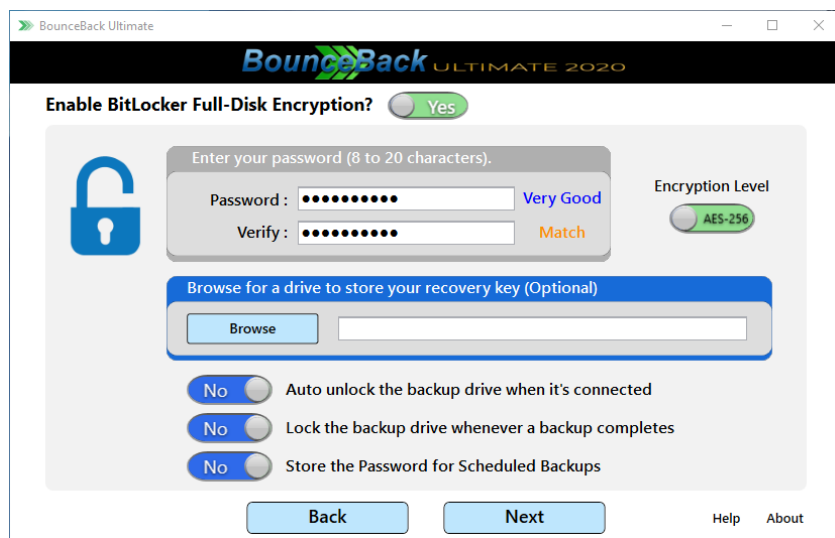 BounceBack Ultimate
BounceBack ULTIMATE 2020
Enable BitLocker Full-Disk Encryption? Yes
Enter your password (8 to 20 characters).
Password : •••••••••• Very Good
Verify : •••••••••• Match
Encryption Level
AES-256
Browse for a drive to store your recovery key (Optional)
Browse
No Auto unlock the backup drive when it's connected
No Lock the backup drive whenever a backup completes
No Store the Password for Scheduled Backups
Back Next Help About